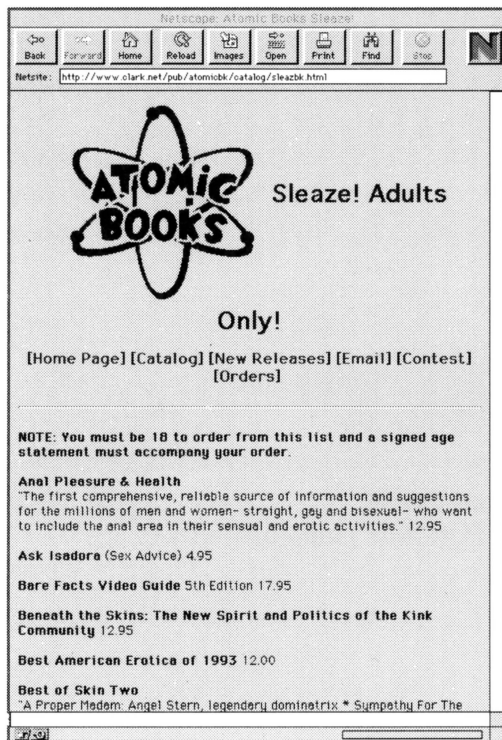 Netscape: Atomic Books Sleaze!
Back Forward Home Reload Images Open Print Find Stop N
Netsite: http://www.clark.net/pub/atomicbk/catalog/sleazbk.html
ATOMIC BOOKS
Sleaze! Adults
Only!
[Home Page] [Catalog] [New Releases] [Email] [Contest]
[Orders]
NOTE: You must be 18 to order from this list and a signed age
statement must accompany your order.
Anal Pleasure & Health
"The first comprehensive, reliable source of information and suggestions
for the millions of men and women- straight, gay and bisexual- who want
to include the anal area in their sensual and erotic activities." 12.95
Ask Isadora (Sex Advice) 4.95
Bare Facts Video Guide 5th Edition 17.95
Beneath the Skins: The New Spirit and Politics of the Kink
Community 12.95
Best American Erotica of 1993 12.00
Best of Skin Two
"A Proper Madam: Angel Stern, legendary dominatrix * Sympathy For The